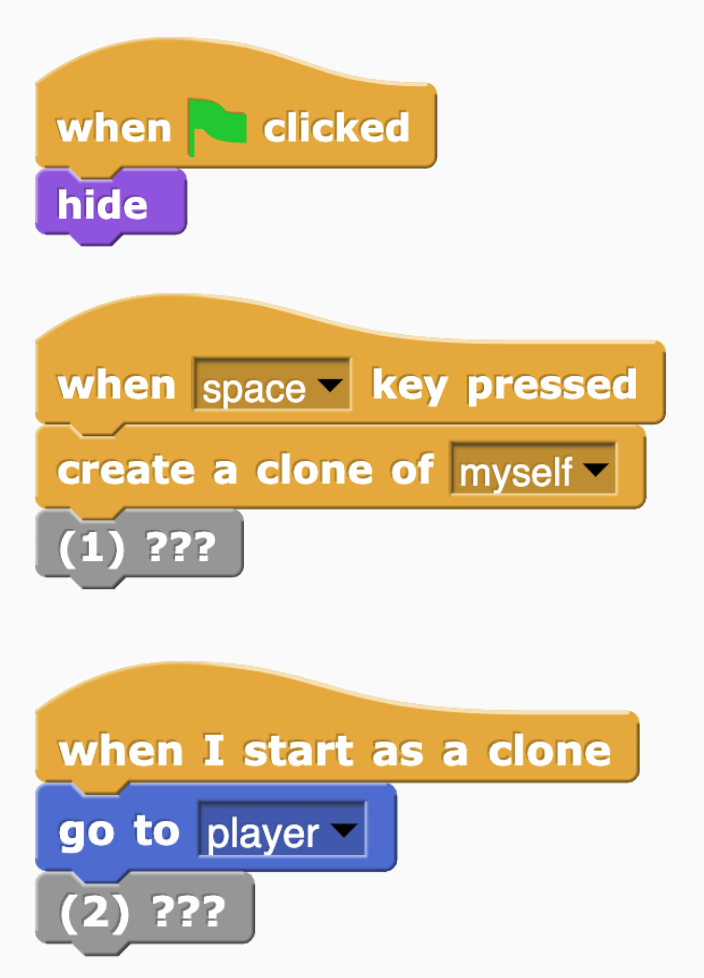 when clicked
hide
when space key pressed
create a clone of myself
(1) ???
when I start as a clone
go to player
(2) ???